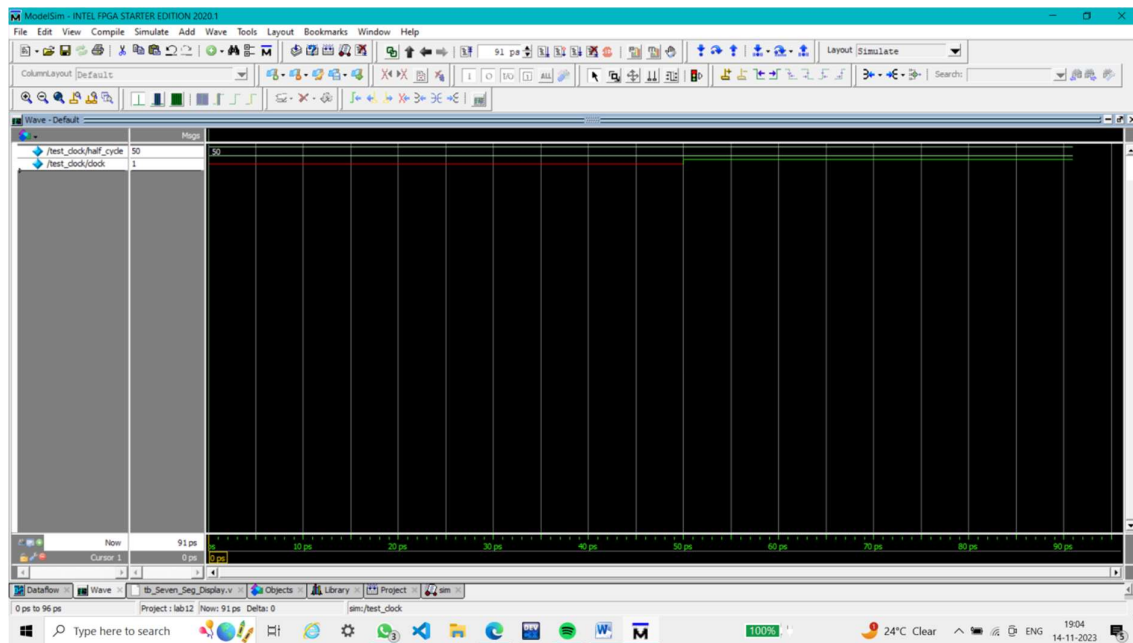 ModelSim - INTEL FPGA STARTER EDITION 2020.1
File Edit View Compile Simulate Add Wave Tools Layout Bookmarks Window Help
91 ps
Layout Simulate
ColumnLayout Default
Search:
Wave - Default
Msgs
/test_clock/half_cycle 50 50
/test_clock/clock 1
Now 91 ps
ps 10 ps 20 ps 30 ps 40 ps 50 ps 60 ps 70 ps 80 ps 90 ps
Cursor 1 0 ps 0 ps
Dataflow Wave tb_Seven_Seg_Display.v Objects Library Project sim
0 ps to 96 ps Project : lab12 Now: 91 ps Delta: 0 sim:/test_clock
Type here to search 3 W 100% 24°C Clear ENG 19:04
14-11-2023 5